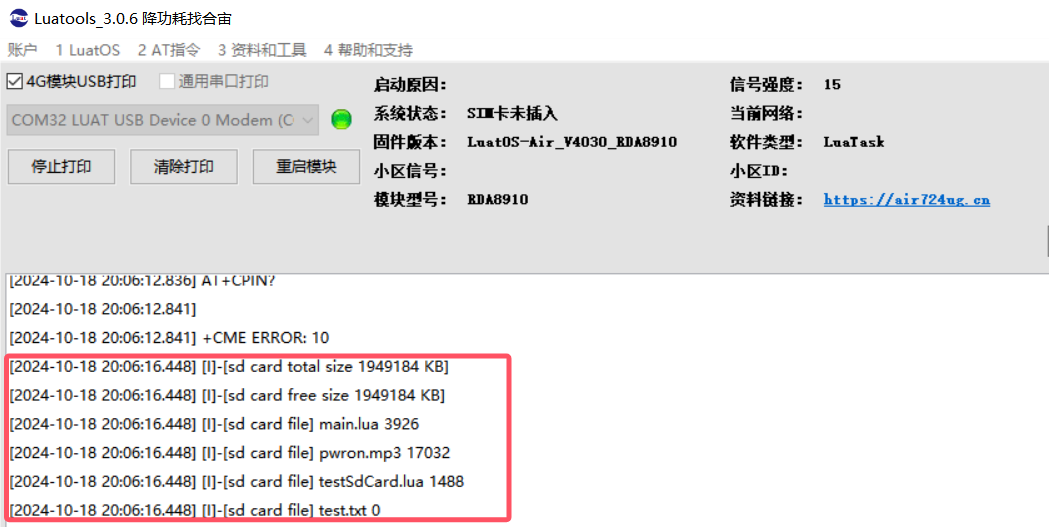 Luat Luatools_3.0.6 降功耗找合宙
账户 1 LuatOS 2 AT指令 3 资料和工具 4 帮助和支持
4G模块USB打印 通用串口打印
COM32 LUAT USB Device 0 Modem (C
停止打印 清除打印 重启模块
启动原因： 信号强度： 15
系统状态： SIM卡未插入 当前网络：
固件版本： LuatOS-Air_V4030_RDA8910 软件类型： LuaTask
小区信号： 小区ID：
模块型号： RDA8910 资料链接： https://air724ug.cn
[2024-10-18 20:06:12.836] AT+CPIN?
[2024-10-18 20:06:12.841]
[2024-10-18 20:06:12.841] +CME ERROR: 10
[2024-10-18 20:06:16.448] [I]-[sd card total size 1949184 KB]
[2024-10-18 20:06:16.448] [I]-[sd card free size 1949184 KB]
[2024-10-18 20:06:16.448] [I]-[sd card file] main.lua 3926
[2024-10-18 20:06:16.448] [I]-[sd card file] pwron.mp3 17032
[2024-10-18 20:06:16.448] [I]-[sd card file] testSdCard.lua 1488
[2024-10-18 20:06:16.448] [I]-[sd card file] test.txt 0